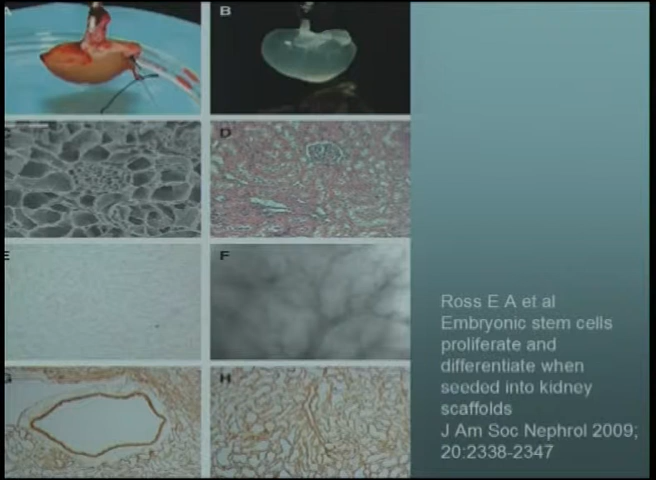 A
B
C
D
E
F
G
H
Ross E A et al
Embryonic stem cells
proliferate and
differentiate when
seeded into kidney
scaffolds
J Am Soc Nephrol 2009;
20:2338-2347